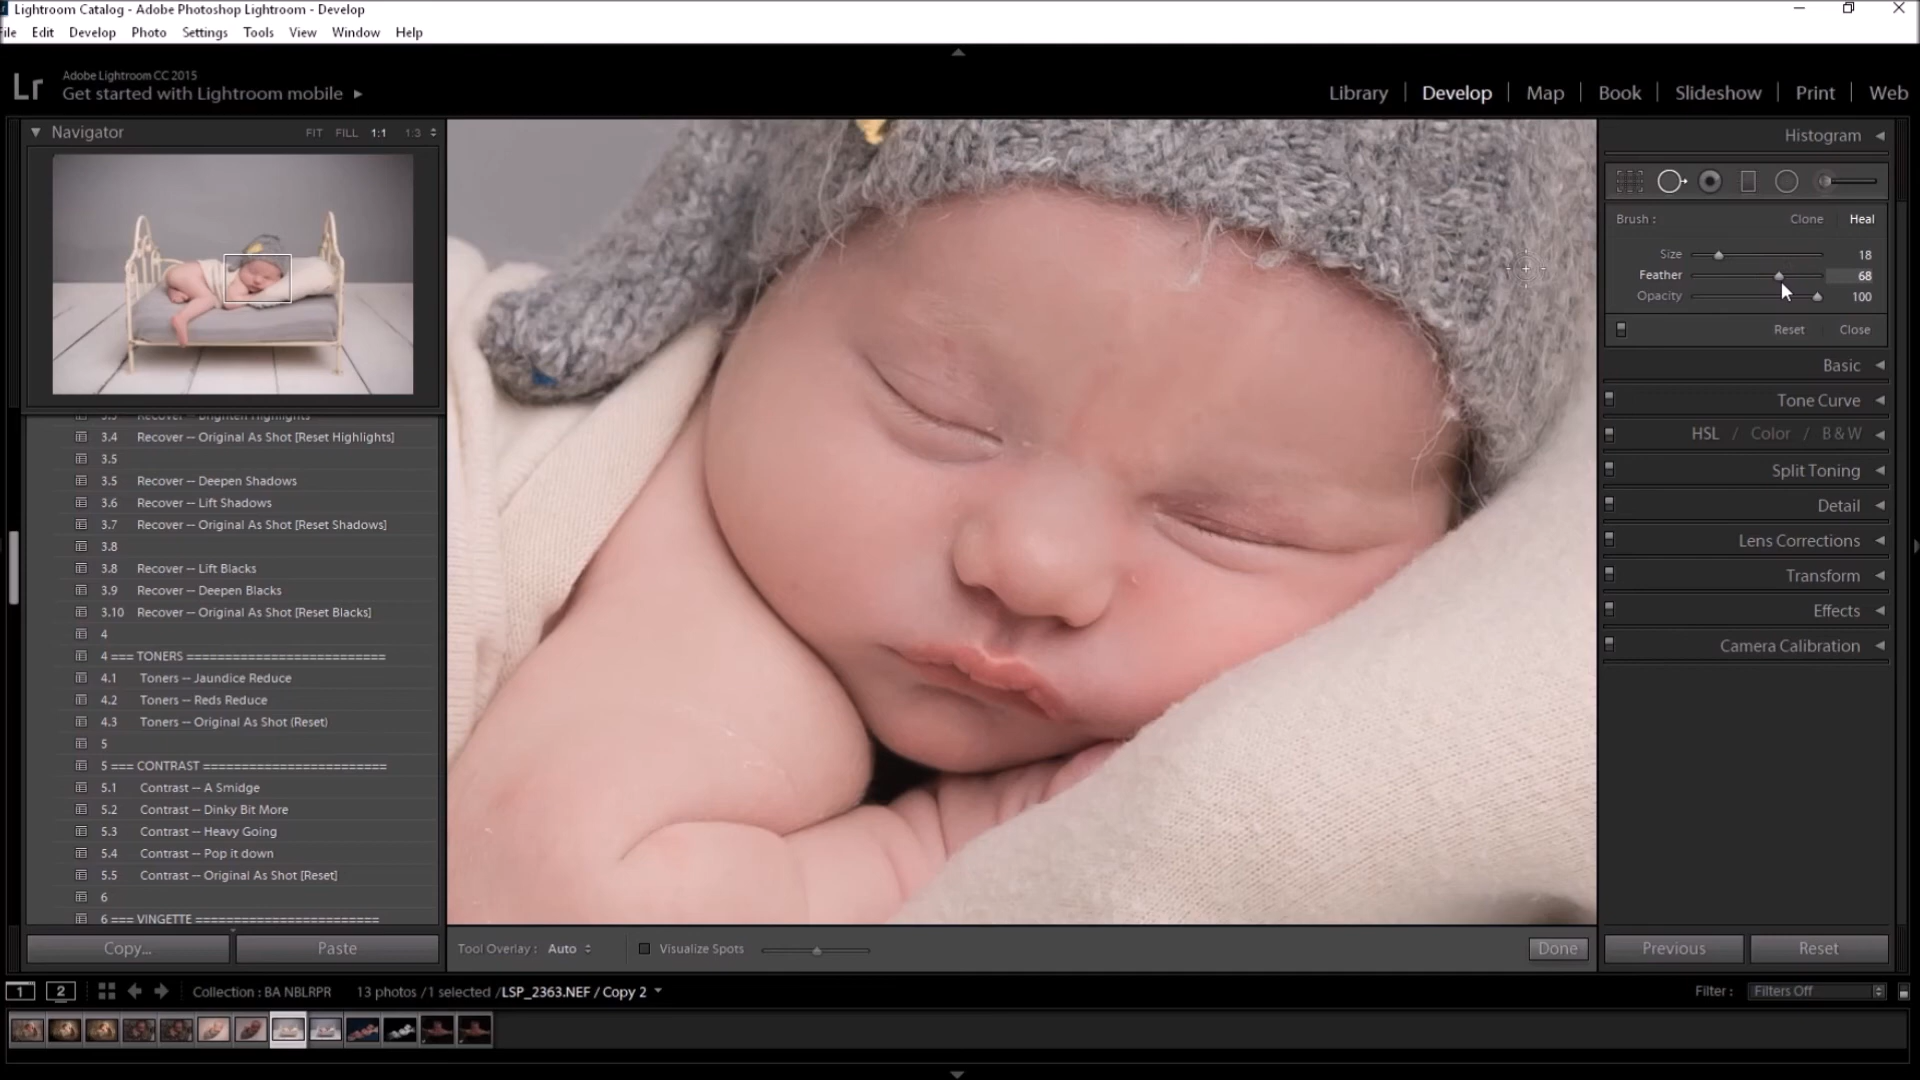 Lightroom Catalog - Adobe Photoshop Lightroom - Develop
ile Edit Develop Photo Settings Tools View Window Help
Lr
Adobe Lightroom CC 2015
Get started with Lightroom mobile
Library Develop Map Book Slideshow Print Web
Navigator FIT FILL 1:1 1:3
3.3 Recover -- Brighten Highlights
3.4 Recover -- Original As Shot [Reset Highlights]
3.5
3.5 Recover -- Deepen Shadows
3.6 Recover -- Lift Shadows
3.7 Recover -- Original As Shot [Reset Shadows]
3.8
3.8 Recover -- Lift Blacks
3.9 Recover -- Deepen Blacks
3.10 Recover -- Original As Shot [Reset Blacks]
4
4 === TONERS ==========================
4.1 Toners -- Jaundice Reduce
4.2 Toners -- Reds Reduce
4.3 Toners -- Original As Shot (Reset)
5
5 === CONTRAST ========================
5.1 Contrast -- A Smidge
5.2 Contrast -- Dinky Bit More
5.3 Contrast -- Heavy Going
5.4 Contrast -- Pop it down
5.5 Contrast -- Original As Shot [Reset]
6
6 === VINGETTE ========================
Copy... Paste
Histogram
Brush : Clone Heal
Size 18
Feather 68
Opacity 100
Reset Close
Basic
Tone Curve
HSL / Color / B & W
Split Toning
Detail
Lens Corrections
Transform
Effects
Camera Calibration
Tool Overlay : Auto Visualize Spots Done
Previous Reset
1 2 Collection : BA NBLRPR 13 photos / 1 selected / LSP_2363.NEF / Copy 2
Filter : Filters Off